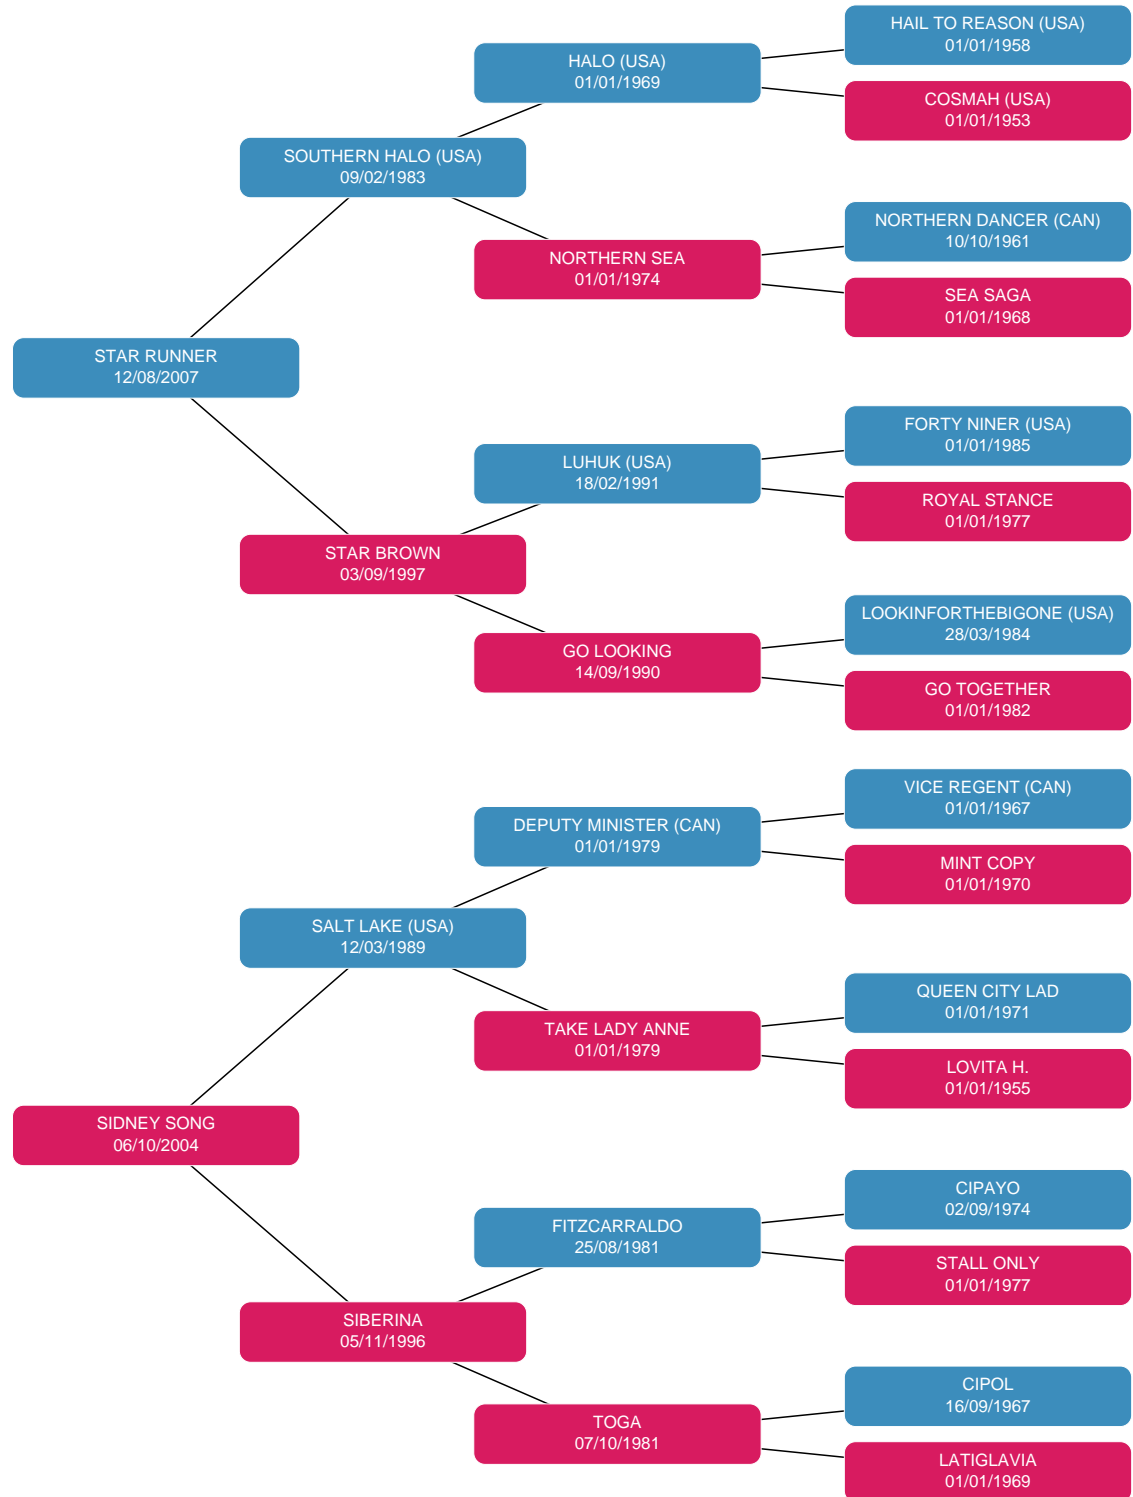 HAIL TO REASON (USA)
01/01/1958
HALO (USA)
01/01/1969
COSMAH (USA)
01/01/1953
SOUTHERN HALO (USA)
09/02/1983
NORTHERN DANCER (CAN)
10/10/1961
NORTHERN SEA
01/01/1974
SEA SAGA
01/01/1968
STAR RUNNER
12/08/2007
FORTY NINER (USA)
01/01/1985
LUHUK (USA)
18/02/1991
ROYAL STANCE
01/01/1977
STAR BROWN
03/09/1997
LOOKINFORTHEBIGONE (USA)
28/03/1984
GO LOOKING
14/09/1990
GO TOGETHER
01/01/1982
VICE REGENT (CAN)
01/01/1967
DEPUTY MINISTER (CAN)
01/01/1979
MINT COPY
01/01/1970
SALT LAKE (USA)
12/03/1989
QUEEN CITY LAD
01/01/1971
TAKE LADY ANNE
01/01/1979
LOVITA H.
01/01/1955
SIDNEY SONG
06/10/2004
CIPAYO
02/09/1974
FITZCARRALDO
25/08/1981
STALL ONLY
01/01/1977
SIBERINA
05/11/1996
CIPOL
16/09/1967
TOGA
07/10/1981
LATIGLAVIA
01/01/1969